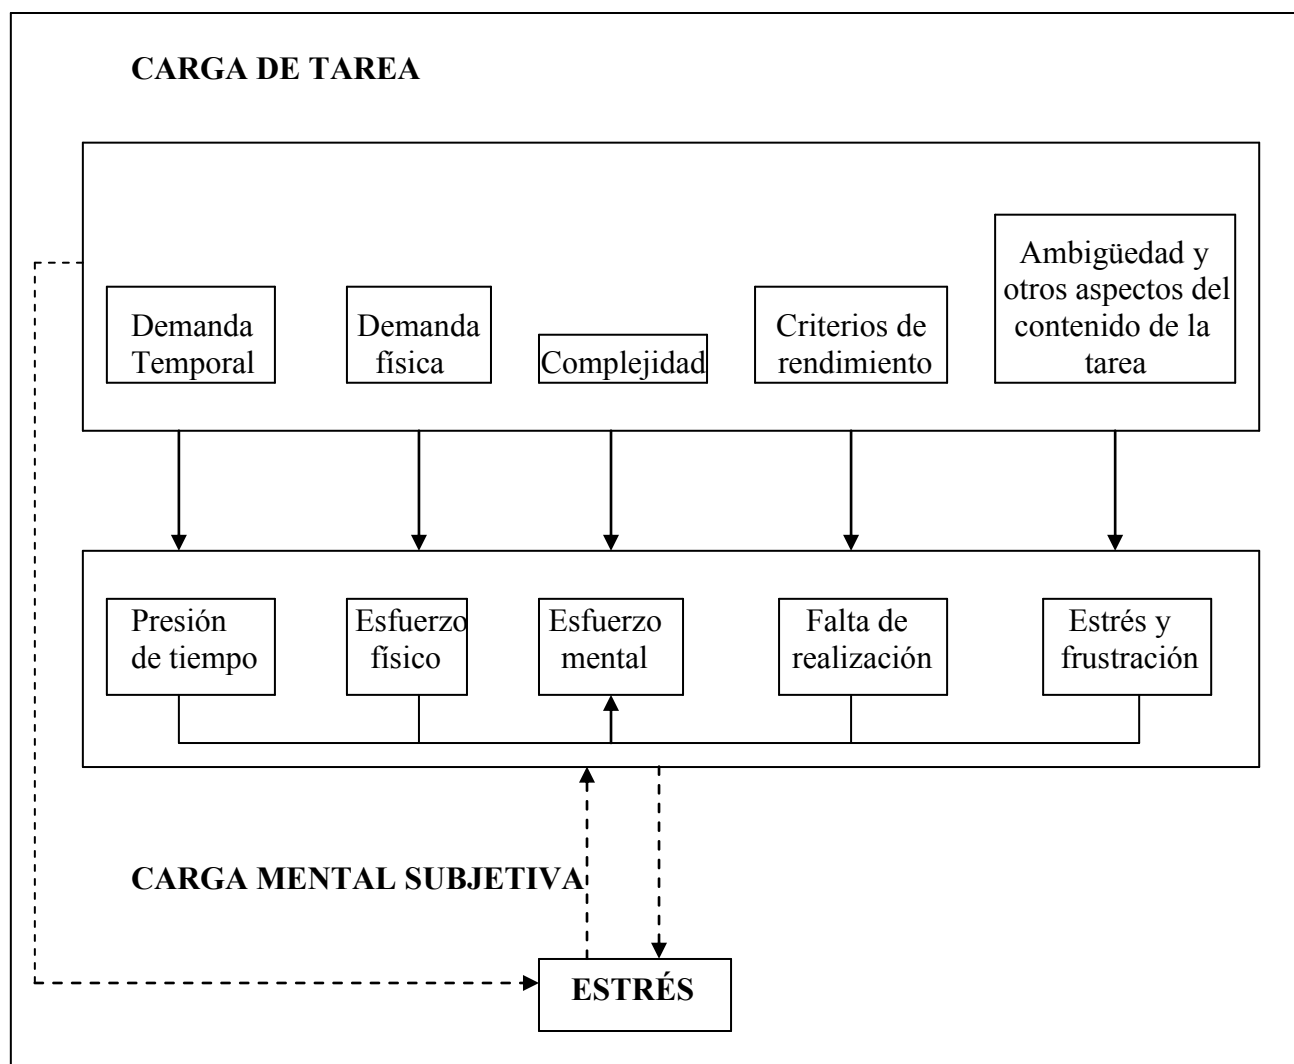 CARGA DE TAREA
Demanda
Temporal
Demanda
física
Complejidad
Criterios de
rendimiento
Ambigüedad y
otros aspectos del
contenido de la
tarea
Presión
de tiempo
Esfuerzo
físico
Esfuerzo
mental
Falta de
realización
Estrés y
frustración
CARGA MENTAL SUBJETIVA
ESTRÉS